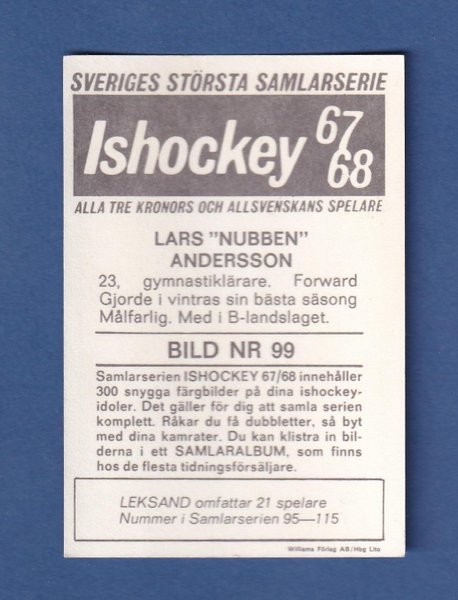 SVERIGES STÖRSTA SAMLARSERIE
Ishockey 67
68
ALLA TRE KRONORS OCH ALLSVENSKANS SPELARE
LARS "NUBBEN"
ANDERSSON
23, gymnastiklärare. Forward
Gjorde i vintras sin bästa säsong
Målfarlig. Med i B-landslaget.
BILD NR 99
Samlarserien ISHOCKEY 67/68 innehåller
300 snygga färgbilder på dina ishockey-
idoler. Det gäller för dig att samla serien
komplett. Råkar du få dubbletter, så byt
med dina kamrater. Du kan klistra in bil-
derna i ett SAMLARALBUM, som finns
hos de flesta tidningsförsäljare.
LEKSAND omfattar 21 spelare
Nummer i Samlarserien 95—115
Williams Förlag AB/Hbg Lito